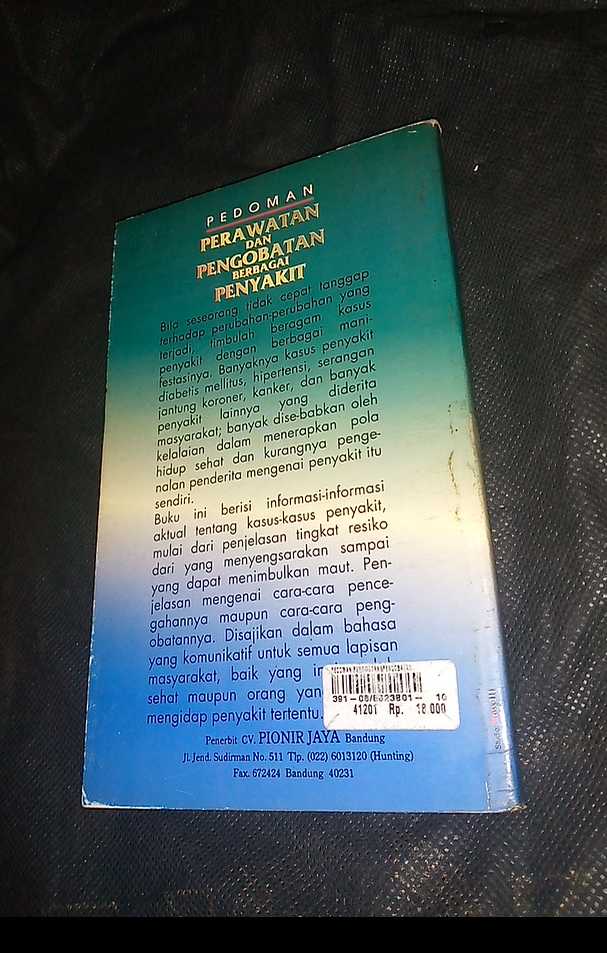 PEDOMAN
PERAWATAN
DAN
PENGOBATAN
BERBAGAI
PENYAKIT
Bila seseorang tidak cepat tanggap
terhadap perubahan-perubahan yang
terjadi, timbulah beragam kasus
penyakit dengan berbagai mani-
festasinya. Banyaknya kasus penyakit
diabetis mellitus, hipertensi, serangan
jantung koroner, kanker, dan banyak
penyakit lainnya yang diderita
masyarakat; banyak dise-babkan oleh
kelalaian dalam menerapkan pola
hidup sehat dan kurangnya penge-
nalan penderita mengenai penyakit itu
sendiri.
Buku ini berisi informasi-informasi
aktual tentang kasus-kasus penyakit,
mulai dari penjelasan tingkat resiko
dari yang menyengsarakan sampai
yang dapat menimbulkan maut. Pen-
jelasan mengenai cara-cara pence-
gahannya maupun cara-cara peng-
obatannya. Disajikan dalam bahasa
yang komunikatif untuk semua lapisan
masyarakat, baik yang
sehat maupun orang
mengidap penyakit tertentu.
41201 Rp. 18 000
Penerbit CV. PIONIR JAYA Bandung
Jl. Jend. Sudirman No. 511 Tlp. (022) 6013120 (Hunting)
Fax. 672424 Bandung 40231